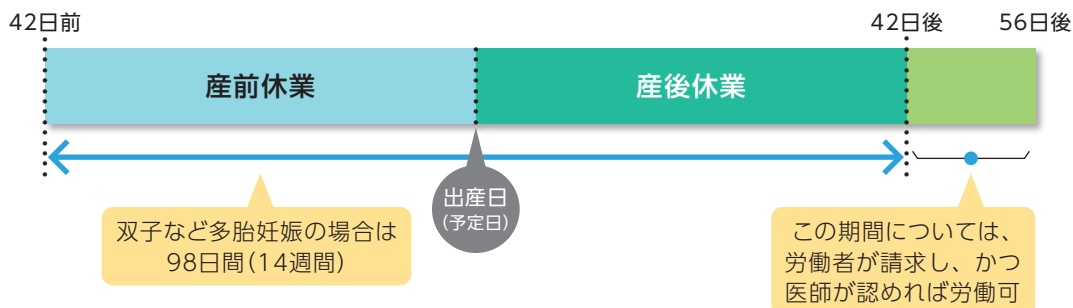 42日前
42日後
56日後
産前休業
産後休業
出産日
(予定日)
双子など多胎妊娠の場合は
98日間(14週間)
この期間については、
労働者が請求し、かつ
医師が認めれば労働可